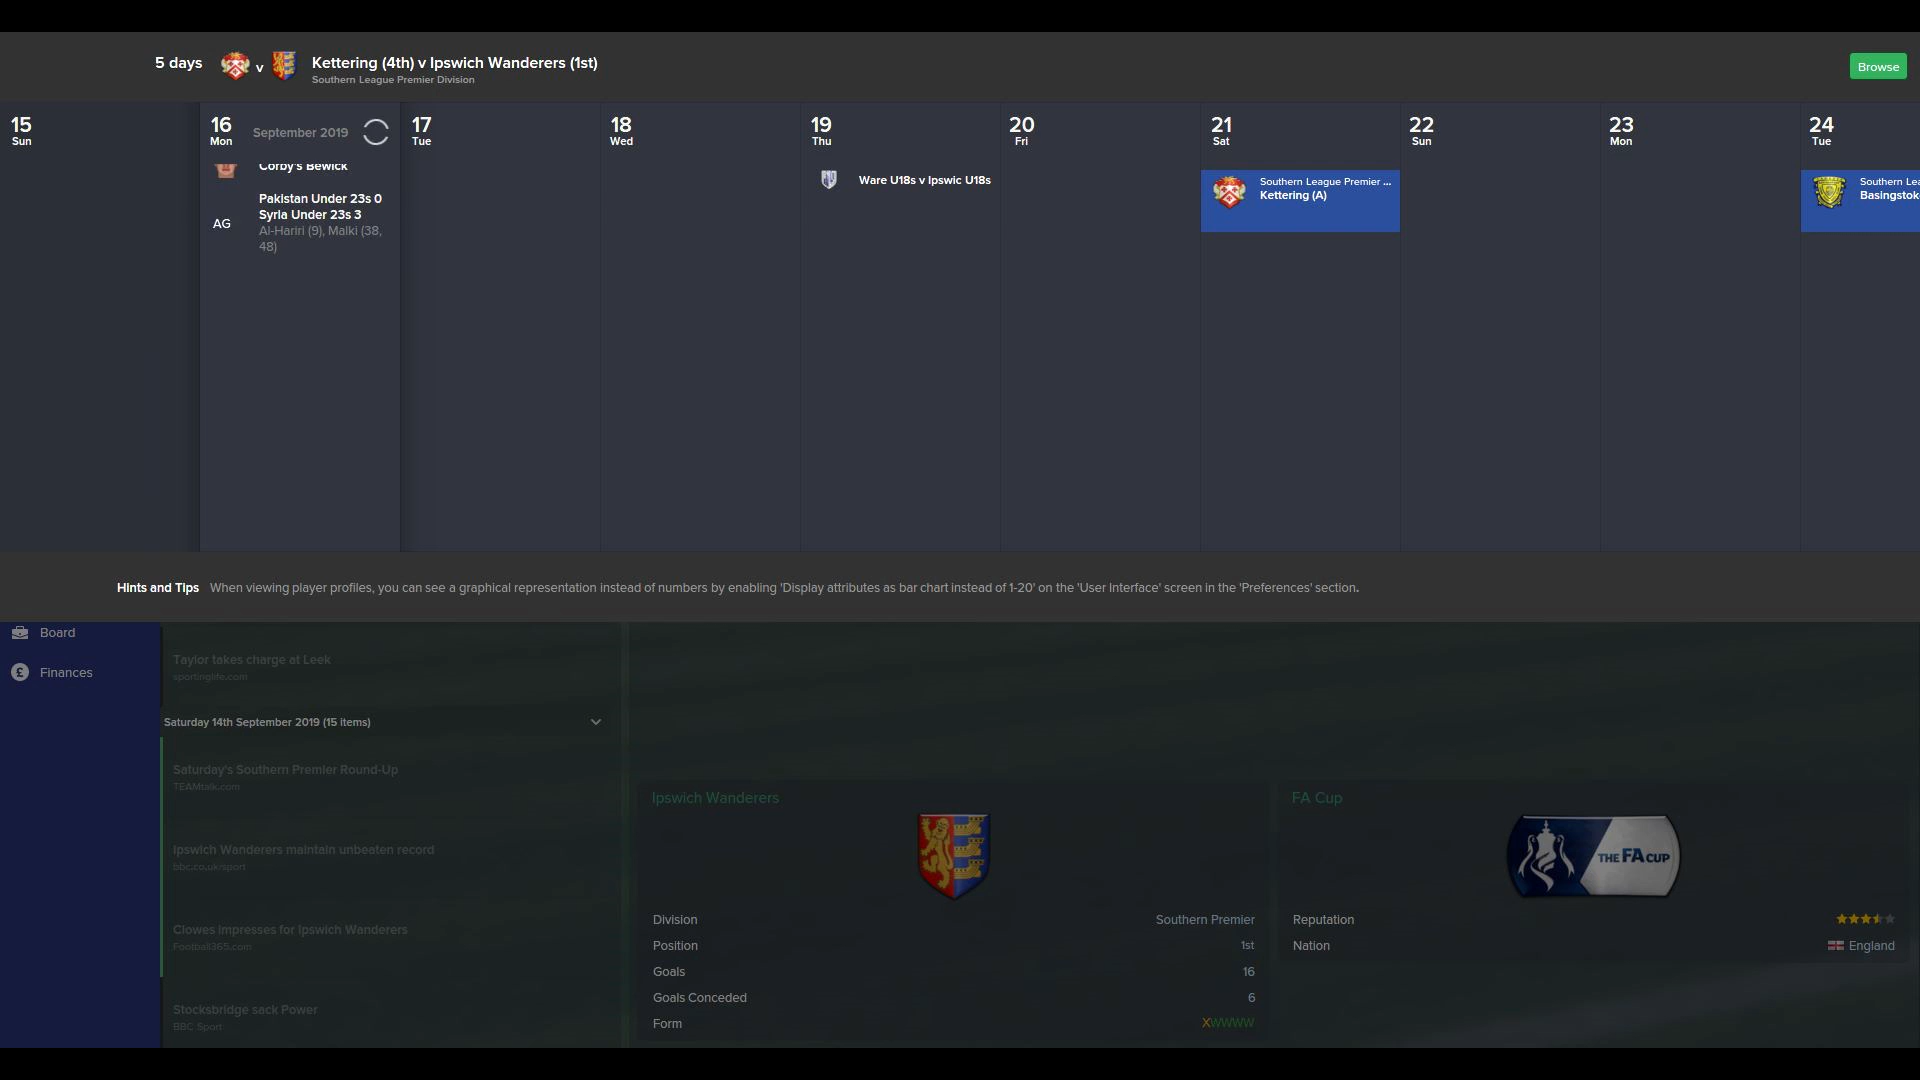 5 days
v
Kettering (4th) v Ipswich Wanderers (1st)
Southern League Premier Division
Browse
15
Sun
16
Mon
September 2019
17
Tue
18
Wed
19
Thu
20
Fri
21
Sat
22
Sun
23
Mon
24
Tue
Corby's Bewick
AG
Pakistan Under 23s 0
Syria Under 23s 3
Al-Hariri (9), Malki (38,
48)
Ware U18s v Ipswic U18s
Southern League Premier ...
Kettering (A)
Southern Lea
Basingstok
Hints and Tips When viewing player profiles, you can see a graphical representation instead of numbers by enabling 'Display attributes as bar chart instead of 1-20' on the 'User Interface' screen in the 'Preferences' section.
Board
Finances
Taylor takes charge at Leek
sportinglife.com
Saturday 14th September 2019 (15 items)
Saturday's Southern Premier Round-Up
TEAMtalk.com
Ipswich Wanderers maintain unbeaten record
bbc.co.uk/sport
Clowes impresses for Ipswich Wanderers
Football365.com
Stocksbridge sack Power
BBC Sport
Ipswich Wanderers
Division Southern Premier
Position 1st
Goals 16
Goals Conceded 6
Form XWWWW
FA Cup
THE FA CUP
Reputation
Nation England